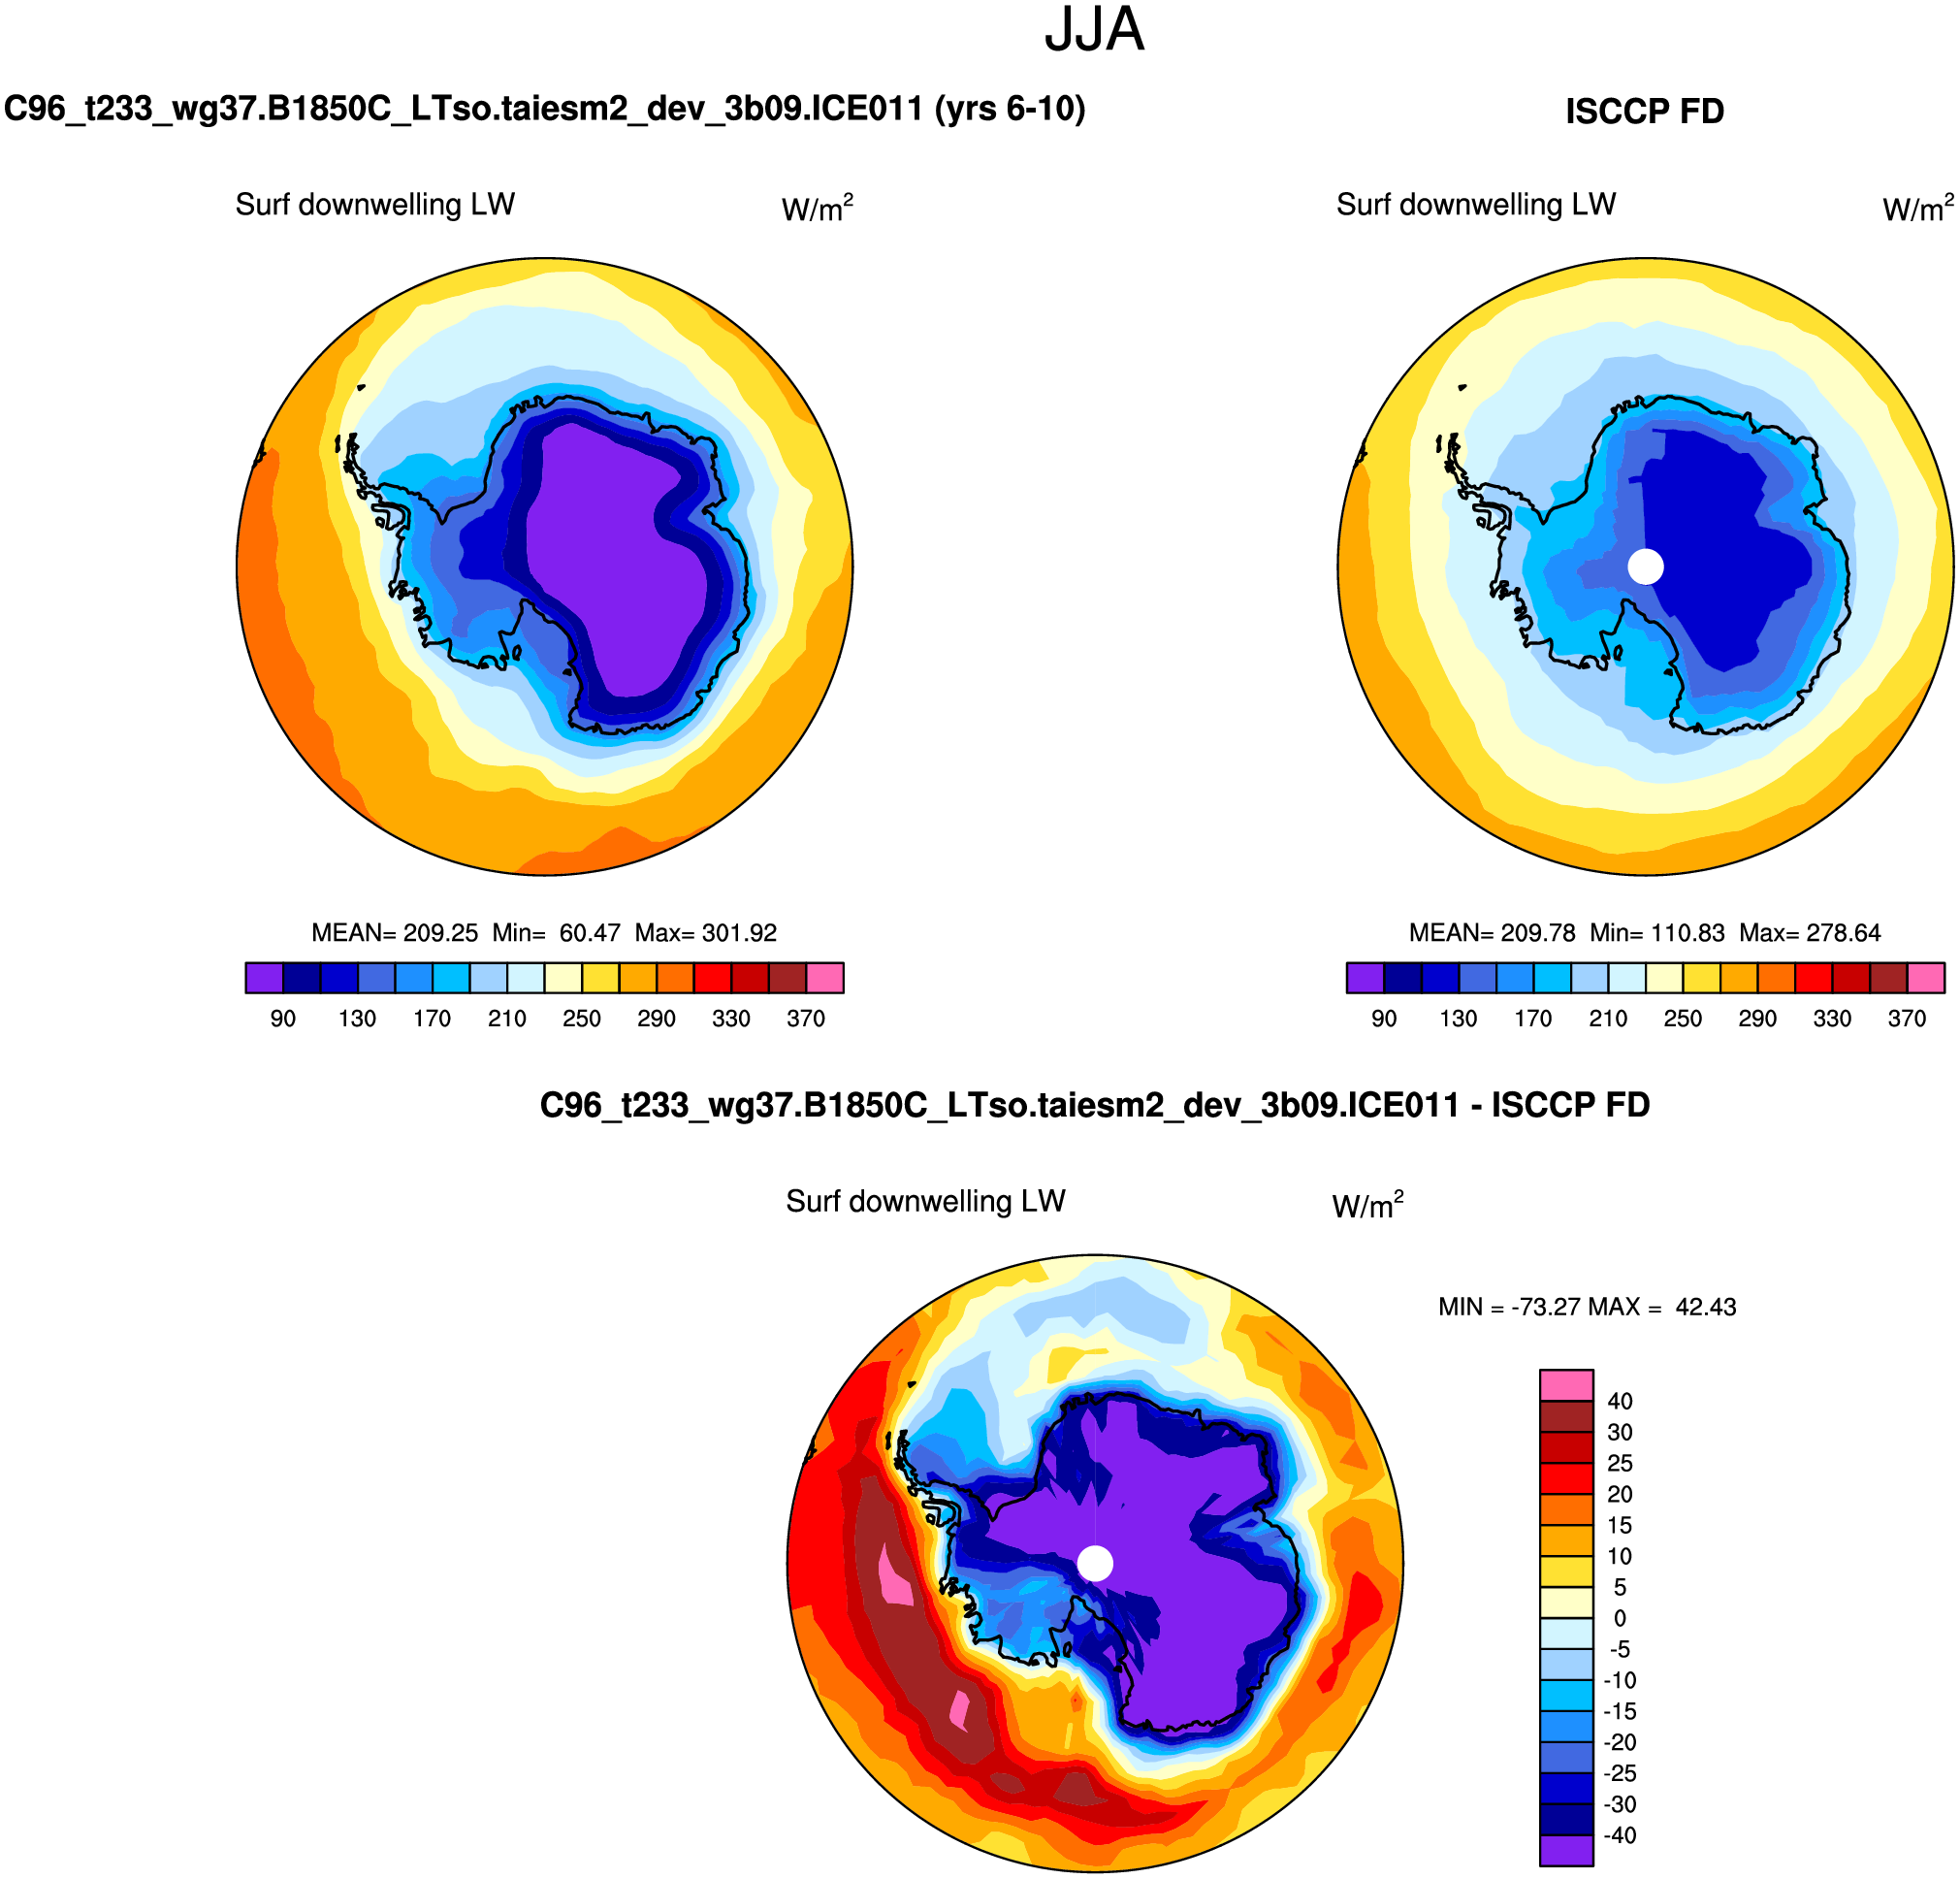 JJA
C96_t233_wg37.B1850C_LTso.taiesm2_dev_3b09.ICE011 (yrs 6-10)
ISCCP FD
Surf downwelling LW W/m²
Surf downwelling LW W/m²
MEAN= 209.25 Min= 60.47 Max= 301.92
MEAN= 209.78 Min= 110.83 Max= 278.64
90 130 170 210 250 290 330 370
90 130 170 210 250 290 330 370
C96_t233_wg37.B1850C_LTso.taiesm2_dev_3b09.ICE011 - ISCCP FD
Surf downwelling LW W/m²
MIN = -73.27 MAX = 42.43
40
30
25
20
15
10
5
0
-5
-10
-15
-20
-25
-30
-40